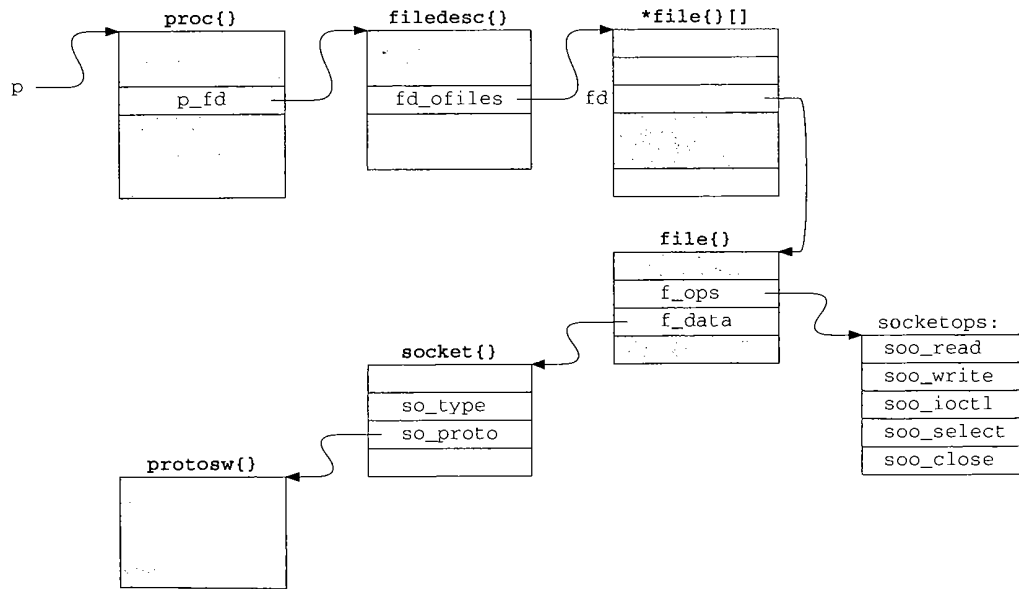 proc{}
filedesc{}
*file{}[]
p
p_fd
fd_ofiles
fd
file{}
f_ops
f_data
socketops:
soo_read
soo_write
soo_ioctl
soo_select
soo_close
socket{}
so_type
so_proto
protosw{}